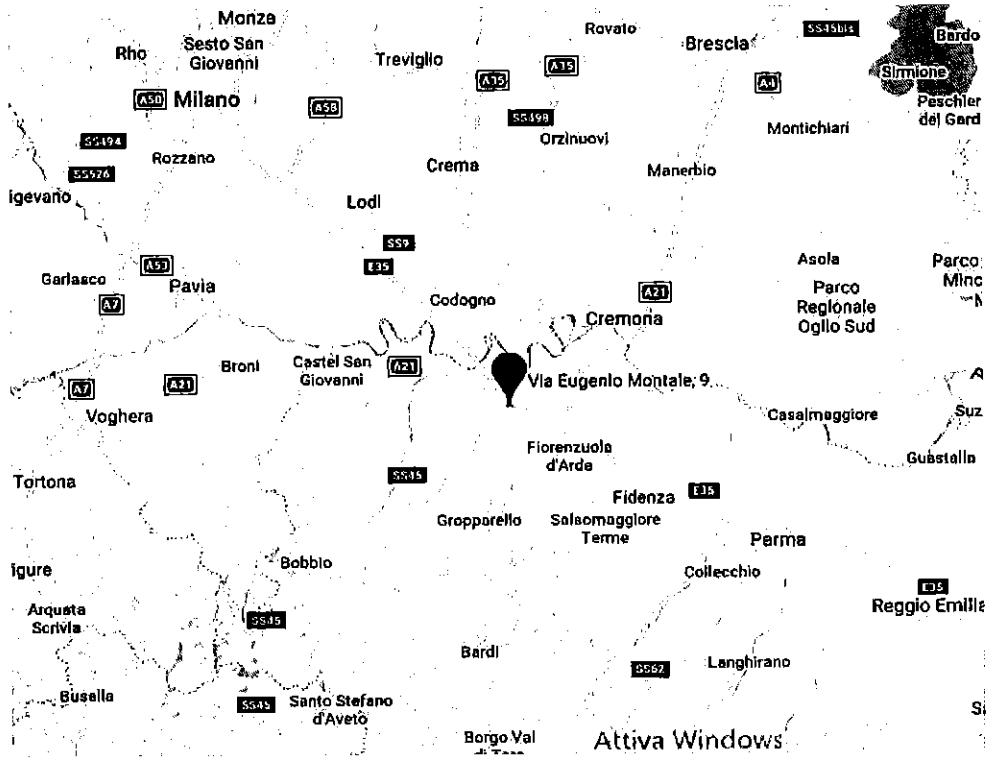 Monza
Rovato
SS45bis
Bardo
Rho
Sesto San
Giovanni
Treviglio
Brescia
A35
A35
Sirmione
A4
A50
Milano
A58
Peschier
del Gard
SS498
Montichiari
SS494
Orzinuovi
Rozzano
Crema
Manerbio
SS526
igevano
Lodi
SS9
E35
Asola
Parco
Minc
A53
Garlasco
Pavia
A7
Codogno
A21
Parco
Regionale
Oglio Sud
Cremona
Broni
Castel San
Giovanni
A21
Via Eugenio Montale, 9
A7
A21
Voghera
Casalmaggiore
Suz
Fiorenzuola
d'Arda
Guastalla
SS45
Tortona
Fidenza
E35
Gropparello
Salsomaggiore
Terme
Parma
Bobbio
igure
Collecchio
E35
Reggio Emilia
Arquata
Scrivia
SS45
Bardi
SS62
Langhirano
Busalla
SS45
Santo Stefano
d'Aveto
Borgo Val
di Taro
Attiva Windows